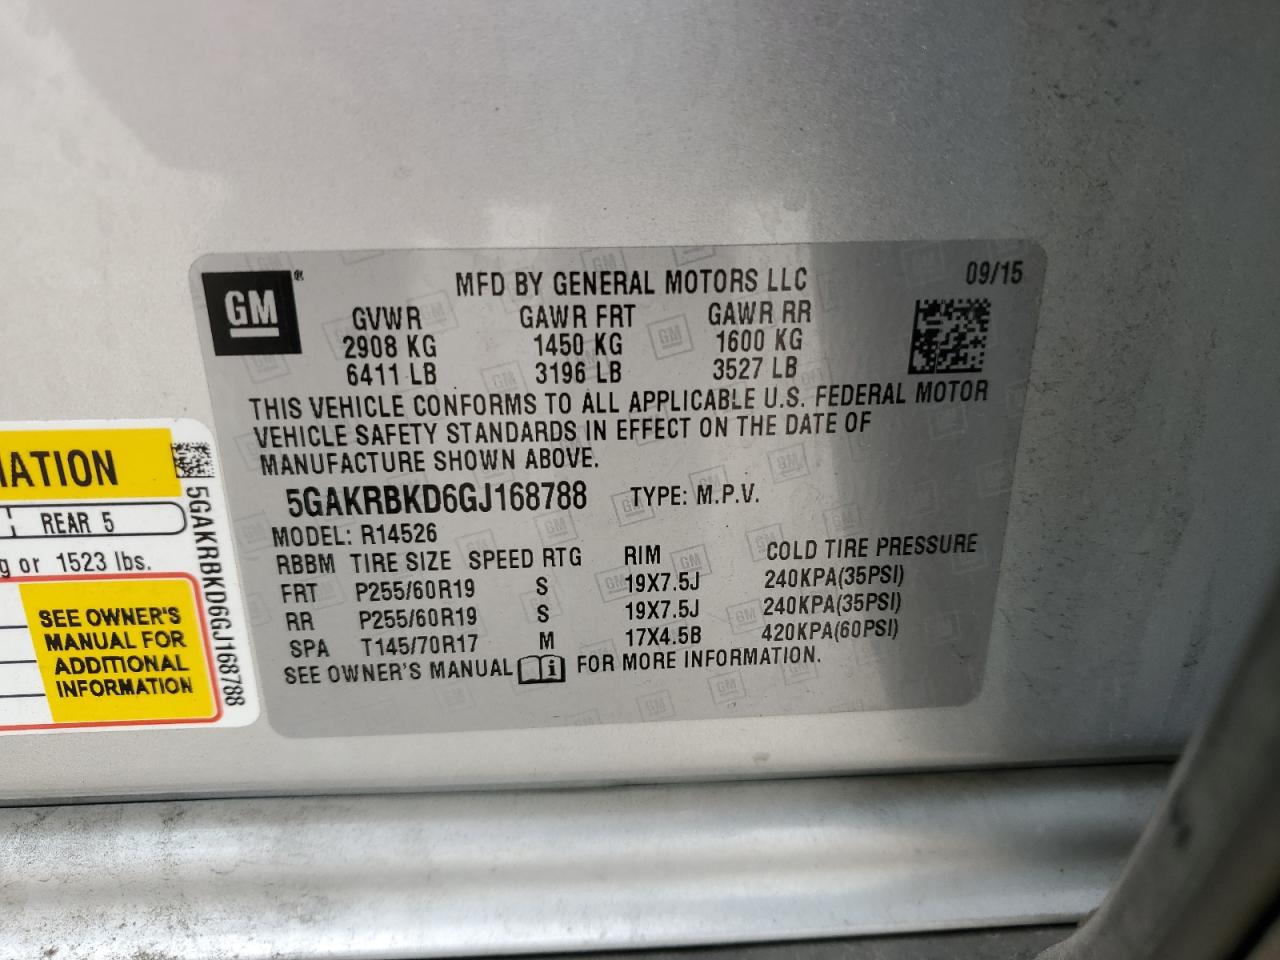 GM®
MFD BY GENERAL MOTORS LLC 09/15
GVWR GAWR FRT GAWR RR
2908 KG 1450 KG 1600 KG
6411 LB 3196 LB 3527 LB
THIS VEHICLE CONFORMS TO ALL APPLICABLE U.S. FEDERAL MOTOR
VEHICLE SAFETY STANDARDS IN EFFECT ON THE DATE OF
MANUFACTURE SHOWN ABOVE.
5GAKRBKD6GJ168788 TYPE: M.P.V.
MODEL: R14526
RBBM TIRE SIZE SPEED RTG RIM COLD TIRE PRESSURE
FRT P255/60R19 S 19X7.5J 240KPA(35PSI)
RR P255/60R19 S 19X7.5J 240KPA(35PSI)
SPA T145/70R17 M 17X4.5B 420KPA(60PSI)
SEE OWNER'S MANUAL i FOR MORE INFORMATION.
REAR 5
or 1523 lbs.
SEE OWNER'S
MANUAL FOR
ADDITIONAL
INFORMATION
5GAKRBKD6GJ168788